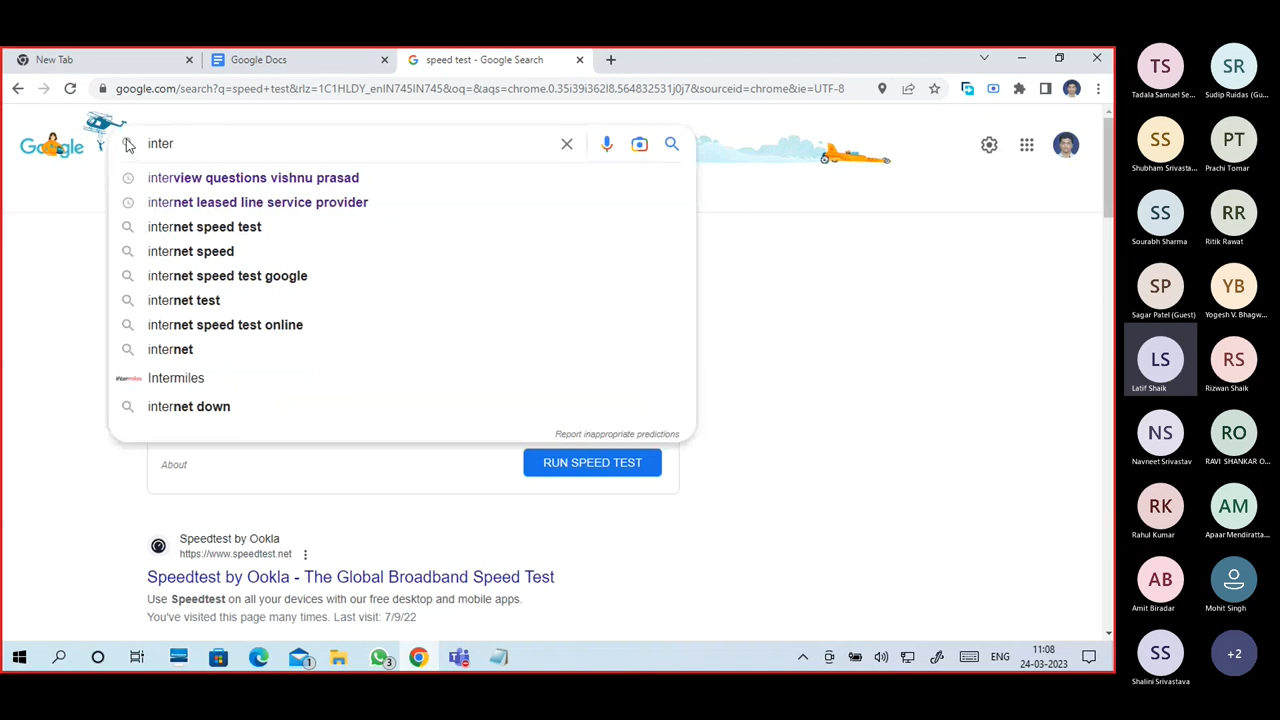 New Tab
Google Docs
speed test - Google Search
google.com/search?q=speed+test&rlz=1C1HLDY_enIN745IN745&oq=&aqs=chrome.0.35i39i362l8.564832531j0j7&sourceid=chrome&ie=UTF-8
Google
inter
interview questions vishnu prasad
internet leased line service provider
internet speed test
internet speed
internet speed test google
internet test
internet speed test online
internet
intermiles
Intermiles
internet down
Report inappropriate predictions
About
RUN SPEED TEST
Speedtest by Ookla
https://www.speedtest.net
Speedtest by Ookla - The Global Broadband Speed Test
Use Speedtest on all your devices with our free desktop and mobile apps.
You've visited this page many times. Last visit: 7/9/22
1
3
ENG
11:08
24-03-2023
TS
Tadala Samuel Se...
SR
Sudip Ruidas (Gu...
SS
Shubham Srivasta...
PT
Prachi Tomar
SS
Sourabh Sharma
RR
Ritik Rawat
SP
Sagar Patel (Guest)
YB
Yogesh V. Bhagw...
LS
Latif Shaik
RS
Rizwan Shaik
NS
Navneet Srivastav
RO
RAVI SHANKAR O...
RK
Rahul Kumar
AM
Apaar Mendiratta...
AB
Amit Biradar
Mohit Singh
SS
Shalini Srivastava
+2